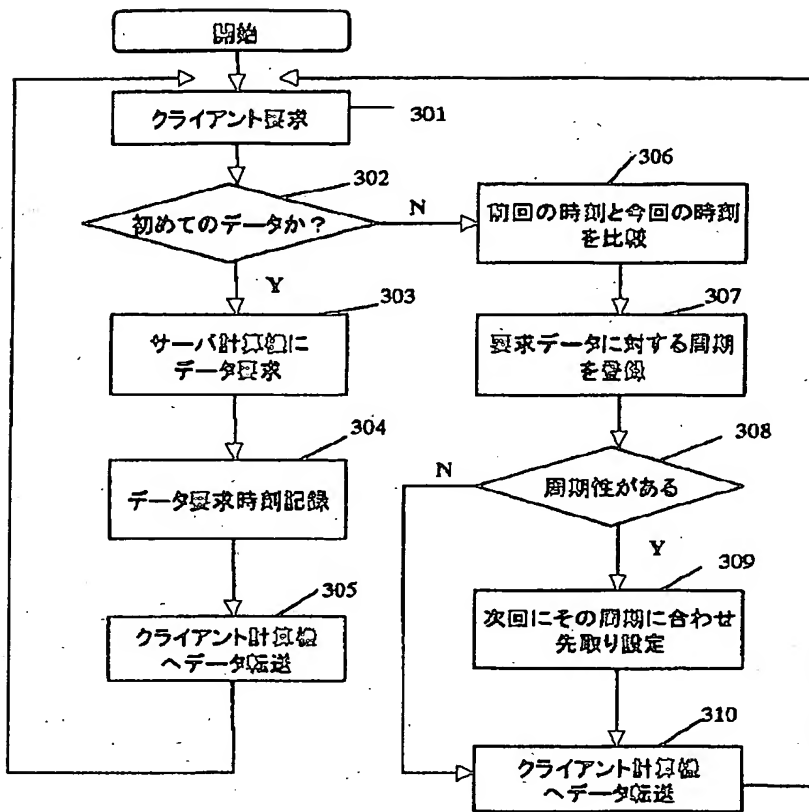 開始
クライアント要求
301
302
初めてのデータか？
N
Y
303
サーバ計算機に
データ要求
304
データ要求時刻記録
305
クライアント計算機
へデータ転送
306
前回の時刻と今回の時刻
を比較
307
要求データに対する周期
を登録
308
N
周期性がある
Y
309
次回にその周期に合わせ
先取り設定
310
クライアント計算機
へデータ転送